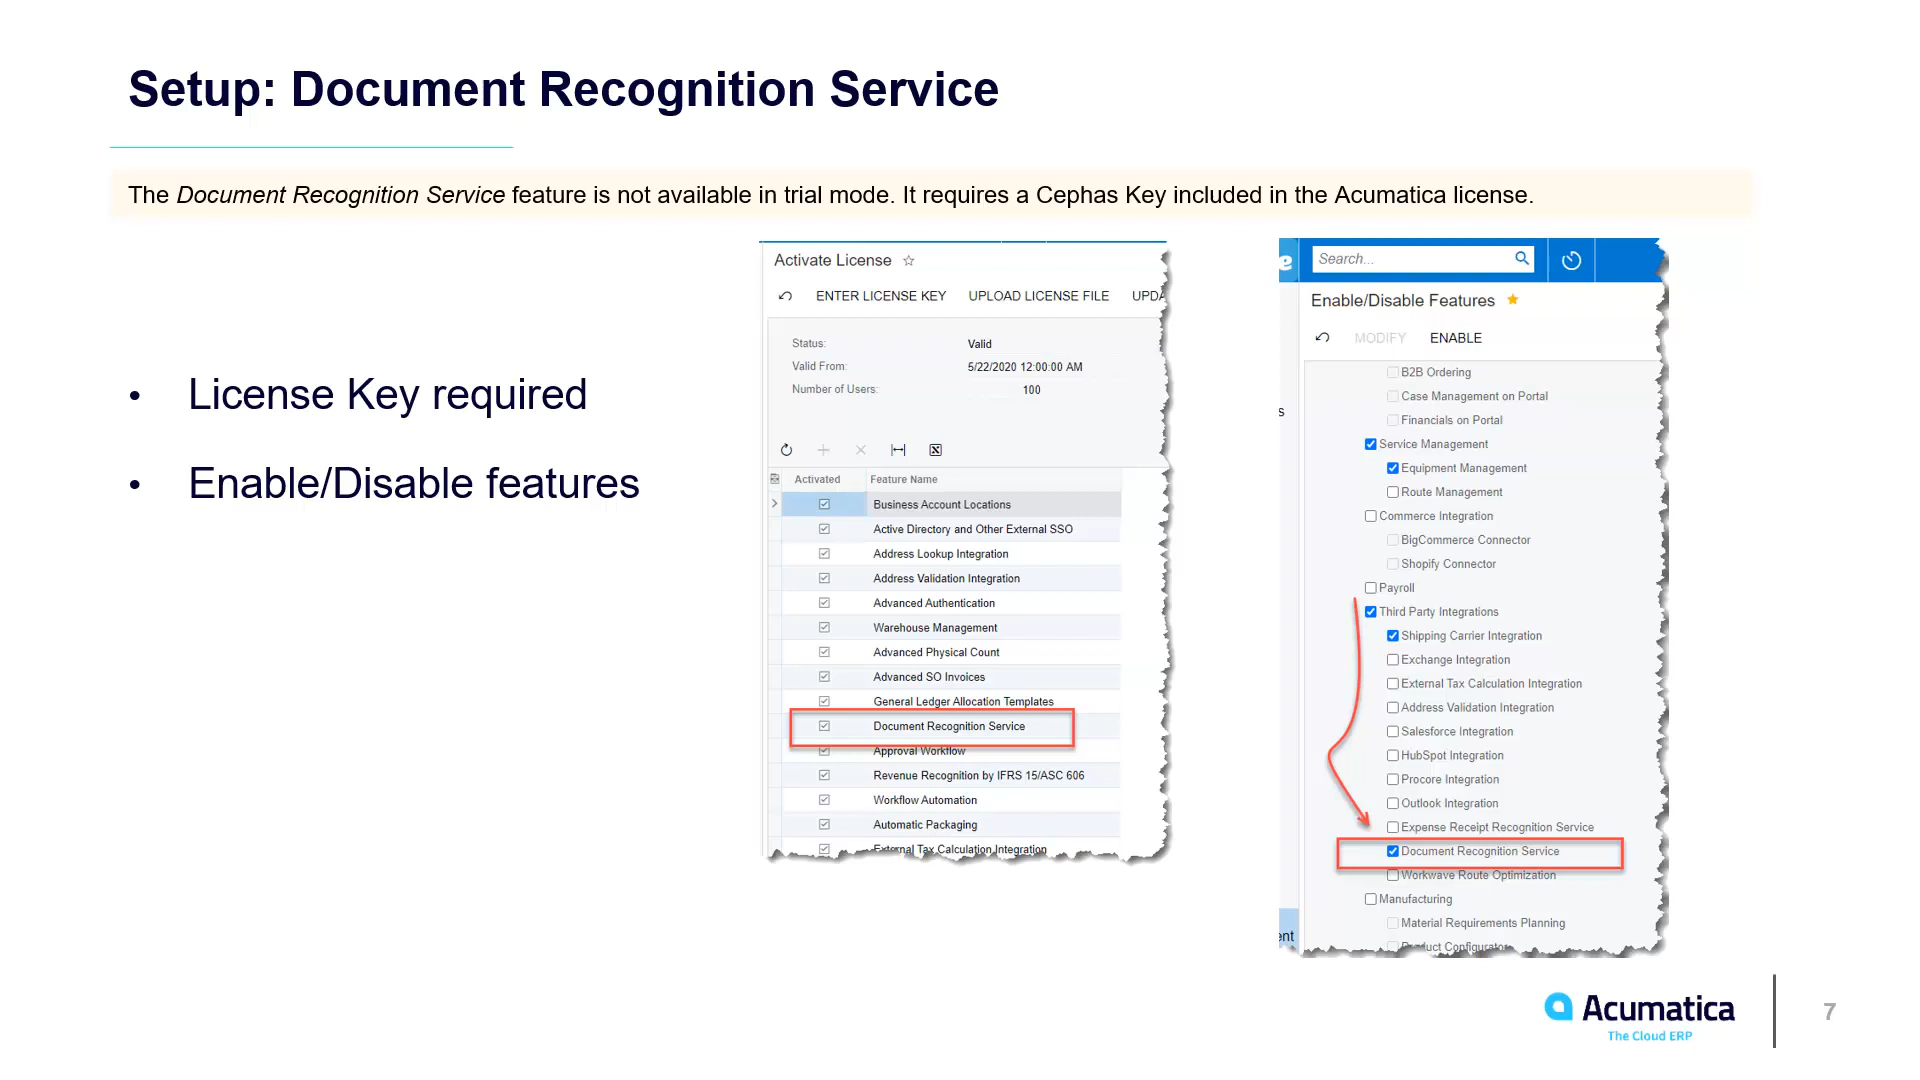 Setup: Document Recognition Service
The Document Recognition Service feature is not available in trial mode. It requires a Cephas Key included in the Acumatica license.
• License Key required
• Enable/Disable features
Activate License
ENTER LICENSE KEY UPLOAD LICENSE FILE UPDA
Status: Valid
Valid From: 5/22/2020 12:00:00 AM
Number of Users: 100
Activated Feature Name
Business Account Locations
Active Directory and Other External SSO
Address Lookup Integration
Address Validation Integration
Advanced Authentication
Warehouse Management
Advanced Physical Count
Advanced SO Invoices
General Ledger Allocation Templates
Document Recognition Service
Approval Workflow
Revenue Recognition by IFRS 15/ASC 606
Workflow Automation
Automatic Packaging
External Tax Calculation Integration
e
Search...
Enable/Disable Features
MODIFY ENABLE
B2B Ordering
Case Management on Portal
s
Financials on Portal
Service Management
Equipment Management
Route Management
Commerce Integration
BigCommerce Connector
Shopify Connector
Payroll
Third Party Integrations
Shipping Carrier Integration
Exchange Integration
External Tax Calculation Integration
Address Validation Integration
Salesforce Integration
HubSpot Integration
Procore Integration
Outlook Integration
Expense Receipt Recognition Service
Document Recognition Service
Workwave Route Optimization
Manufacturing
Material Requirements Planning
ent
Product Configurator
Acumatica
The Cloud ERP
7